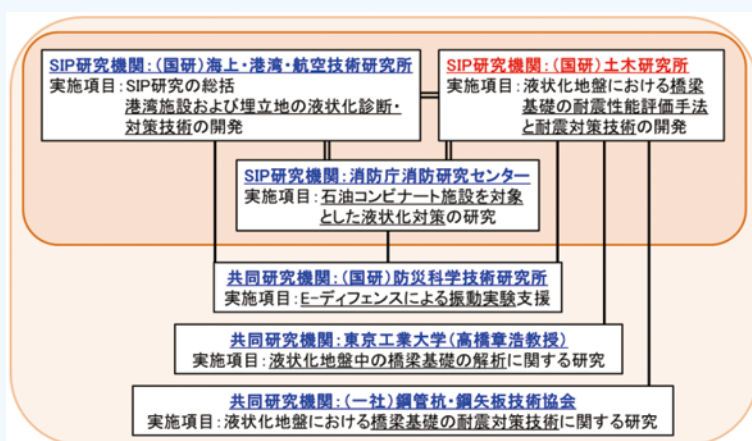 SIP研究機関:(国研)海上・港湾・航空技術研究所
実施項目:SIP研究の総括
港湾施設および埋立地の液状化診断・
対策技術の開発
SIP研究機関:(国研)土木研究所
実施項目:液状化地盤における橋梁
基礎の耐震性能評価手法
と耐震対策技術の開発
SIP研究機関:消防庁消防研究センター
実施項目:石油コンビナート施設を対象
とした液状化対策の研究
共同研究機関:(国研)防災科学技術研究所
実施項目:E-ディフェンスによる振動実験支援
共同研究機関:東京工業大学(高橋章浩教授)
実施項目:液状化地盤中の橋梁基礎の解析に関する研究
共同研究機関:(一社)鋼管杭・鋼矢板技術協会
実施項目:液状化地盤における橋梁基礎の耐震対策技術に関する研究